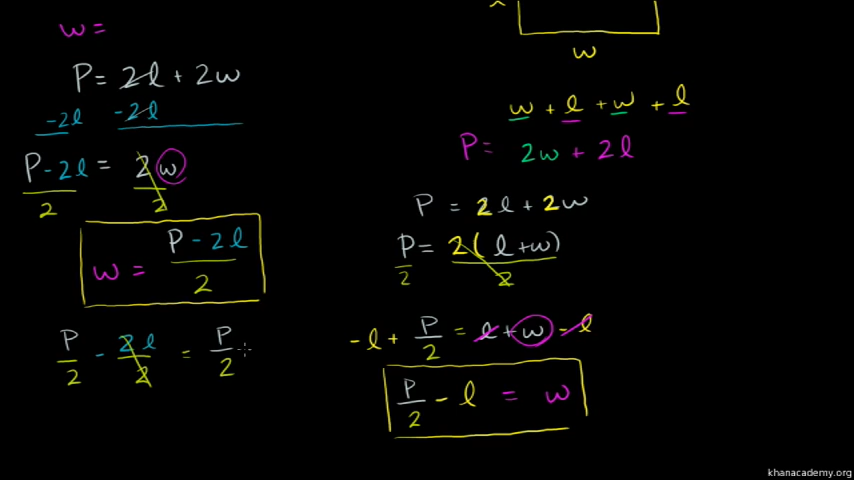 w =
P = 2l + 2w
-2l -2l
P - 2l = 2w
2 2
w = P - 2l
2
P/2 - 2l/2 = P/2
w
w + l + w + l
P = 2w + 2l
P = 2l + 2w
P = 2(l + w)
2 2
-l + P/2 = l + w - l
P/2 - l = w
khanacademy.org